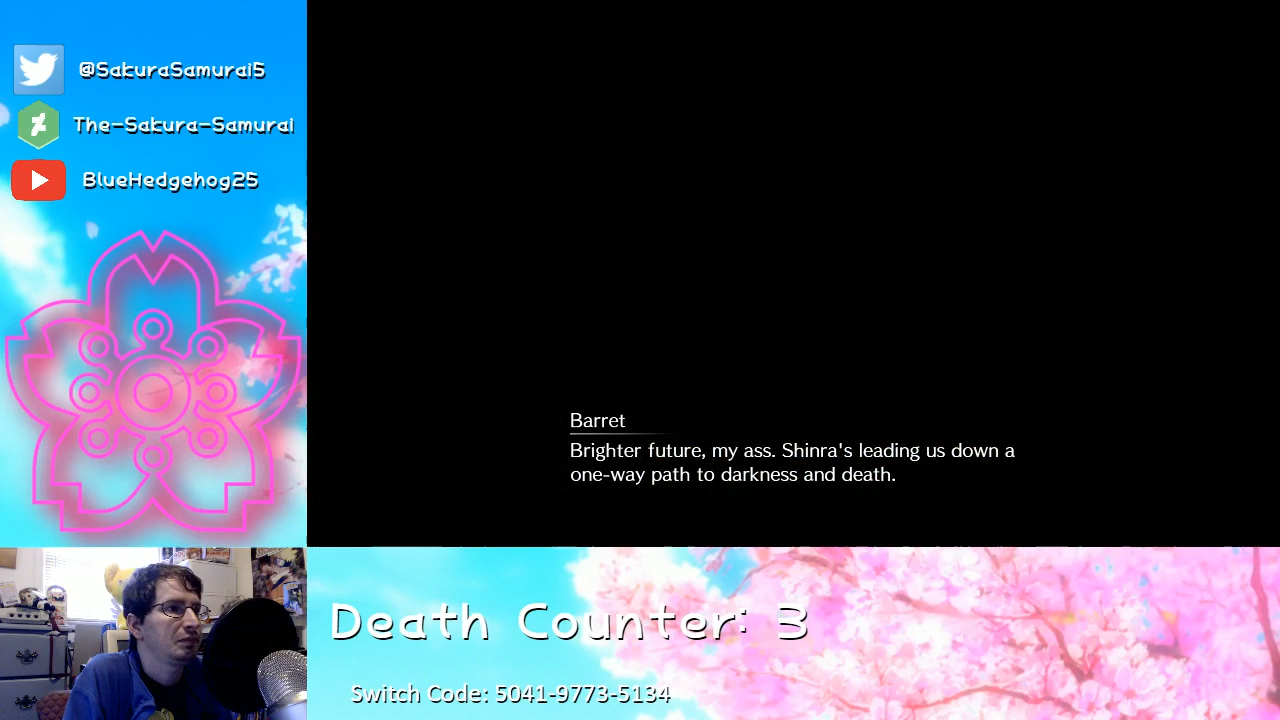 @SakuraSamurai5
The-Sakura-Samurai
BlueHedgehog25
Barret
Brighter future, my ass. Shinra's leading us down a
one-way path to darkness and death.
Death Counter: 3
Switch Code: 5041-9773-5134